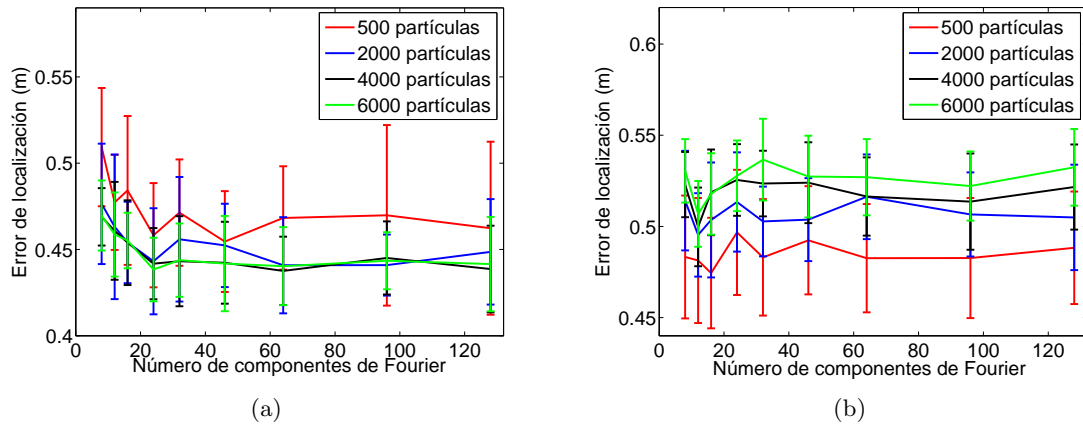 500 partículas
2000 partículas
4000 partículas
6000 partículas
0.55
0.5
0.45
0.4
Error de localización (m)
0 20 40 60 80 100 120
Número de componentes de Fourier
(a)
500 partículas
2000 partículas
4000 partículas
6000 partículas
0.6
0.55
0.5
0.45
Error de localización (m)
0 20 40 60 80 100 120
Número de componentes de Fourier
(b)